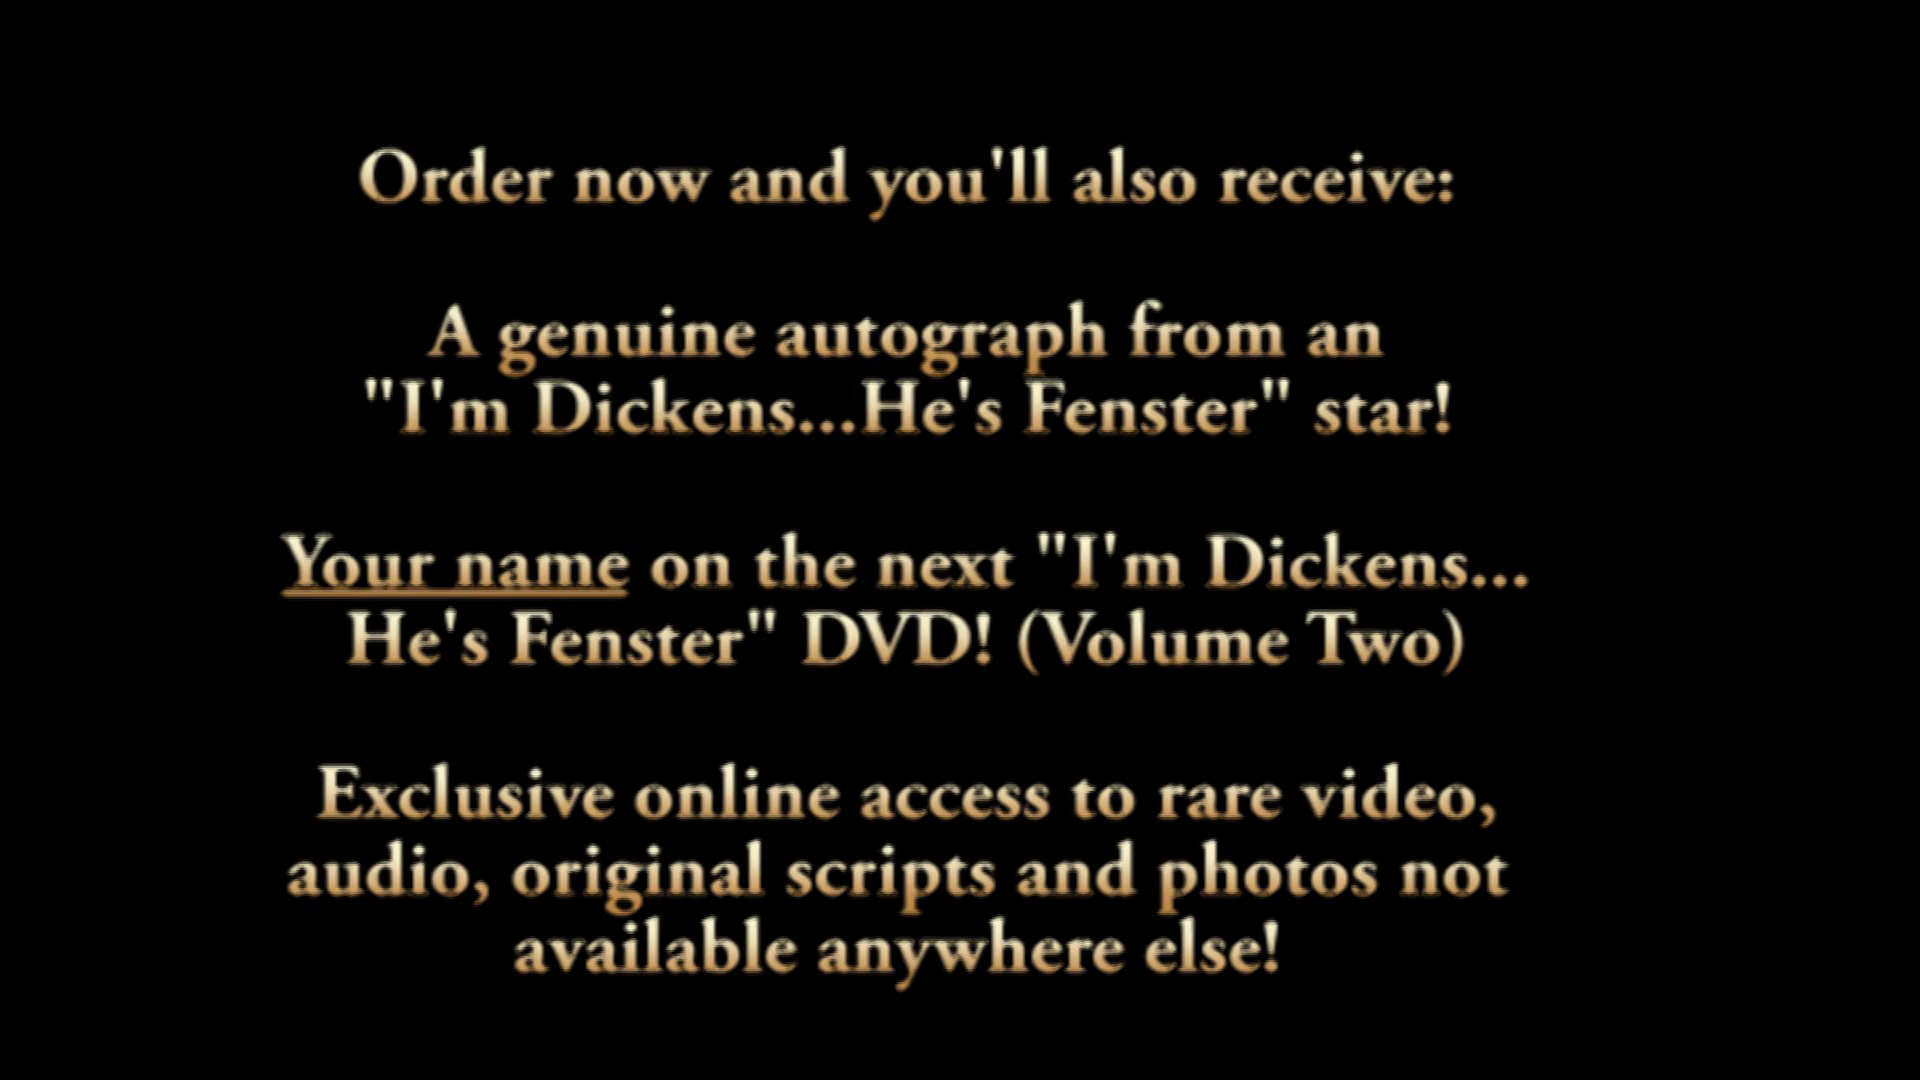 Order now and you'll also receive:
A genuine autograph from an
"I'm Dickens...He's Fenster" star!
Your name on the next "I'm Dickens...
He's Fenster" DVD! (Volume Two)
Exclusive online access to rare video,
audio, original scripts and photos not
available anywhere else!